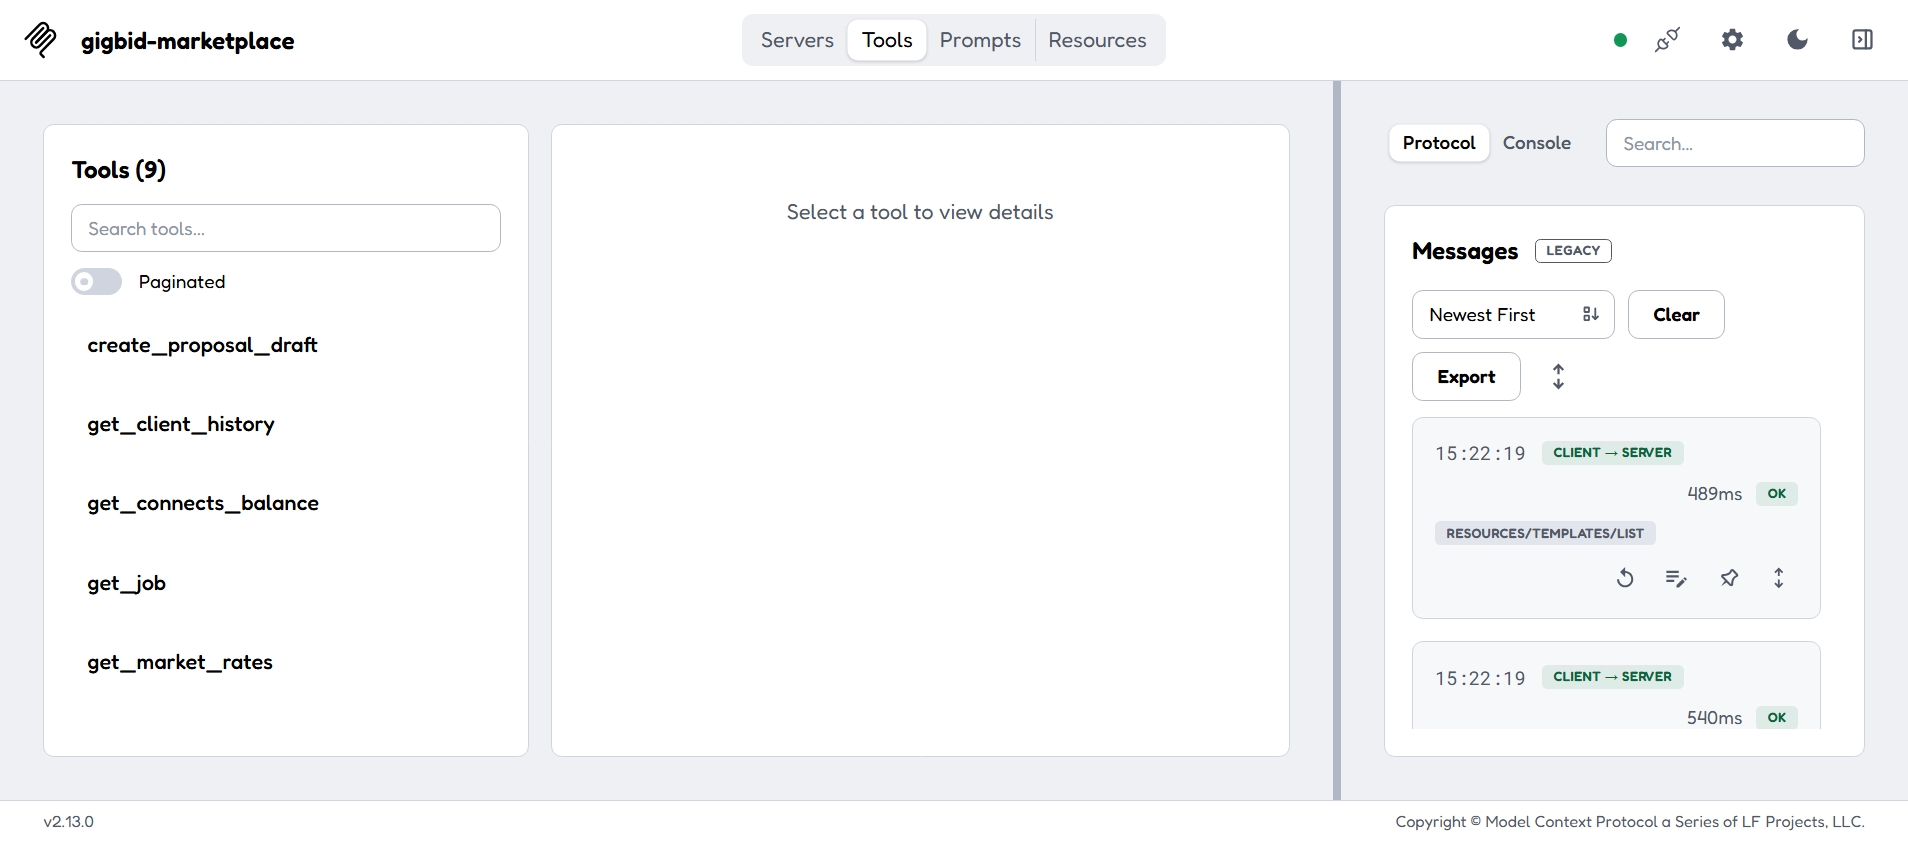 gigbid-marketplace
Servers
Tools
Prompts
Resources
Tools (9)
Search tools...
Paginated
create_proposal_draft
get_client_history
get_connects_balance
get_job
get_market_rates
Select a tool to view details
Protocol
Console
Search...
Messages
LEGACY
Newest First
Clear
Export
15:22:19
CLIENT → SERVER
489ms
OK
RESOURCES/TEMPLATES/LIST
15:22:19
CLIENT → SERVER
540ms
OK
v2.13.0
Copyright © Model Context Protocol a Series of LF Projects, LLC.